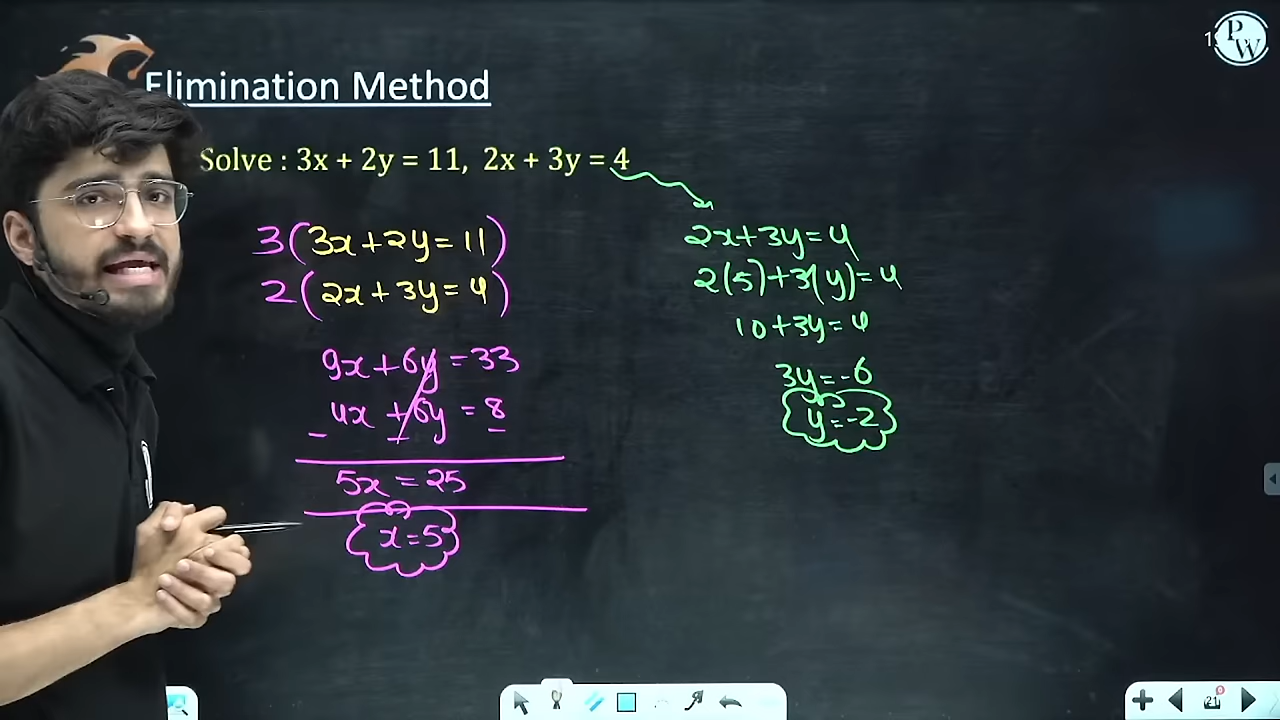 PW
Elimination Method
Solve : 3x + 2y = 11, 2x + 3y = 4
3(3x+2y=11)
2(2x+3y=4)
9x+6y=33
4x+6y=8
- - -
5x=25
x=5
2x+3y=4
2(5)+3(y)=4
10+3y=4
3y=-6
y=-2
21